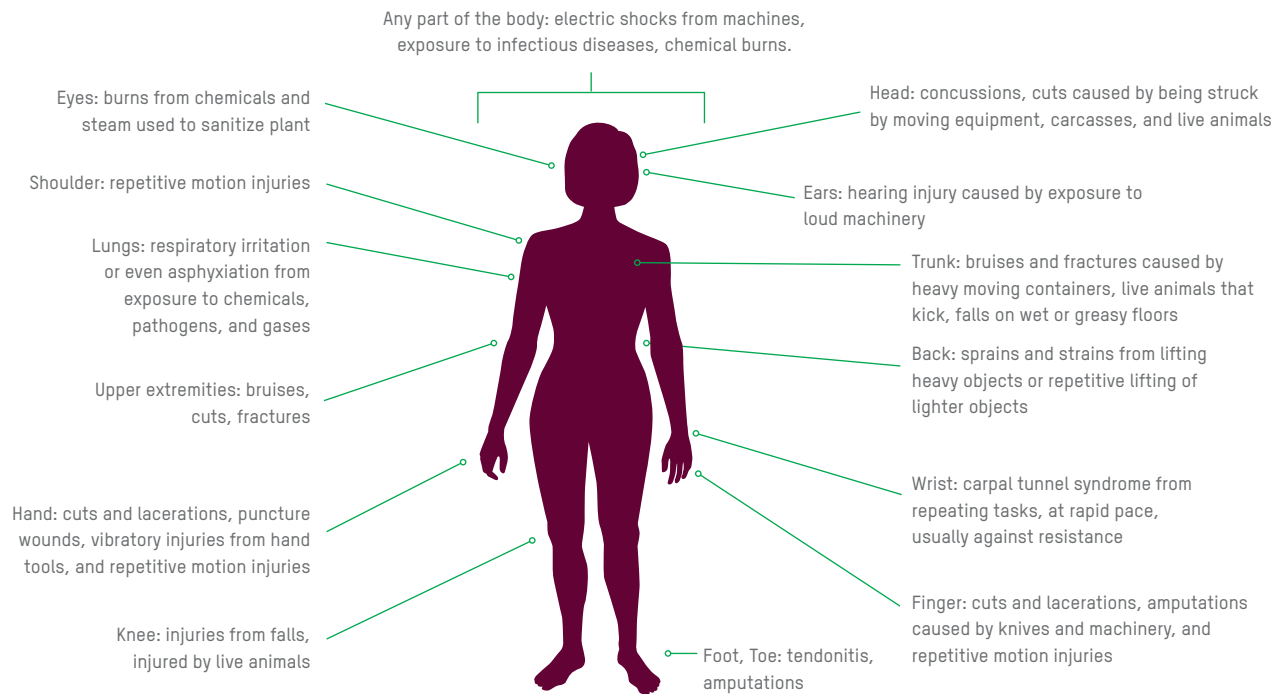 Any part of the body: electric shocks from machines,
exposure to infectious diseases, chemical burns.
Eyes: burns from chemicals and
steam used to sanitize plant
Shoulder: repetitive motion injuries
Lungs: respiratory irritation
or even asphyxiation from
exposure to chemicals,
pathogens, and gases
Upper extremities: bruises,
cuts, fractures
Hand: cuts and lacerations, puncture
wounds, vibratory injuries from hand
tools, and repetitive motion injuries
Knee: injuries from falls,
injured by live animals
Head: concussions, cuts caused by being struck
by moving equipment, carcasses, and live animals
Ears: hearing injury caused by exposure to
loud machinery
Trunk: bruises and fractures caused by
heavy moving containers, live animals that
kick, falls on wet or greasy floors
Back: sprains and strains from lifting
heavy objects or repetitive lifting of
lighter objects
Wrist: carpal tunnel syndrome from
repeating tasks, at rapid pace,
usually against resistance
Finger: cuts and lacerations, amputations
caused by knives and machinery, and
repetitive motion injuries
Foot, Toe: tendonitis,
amputations